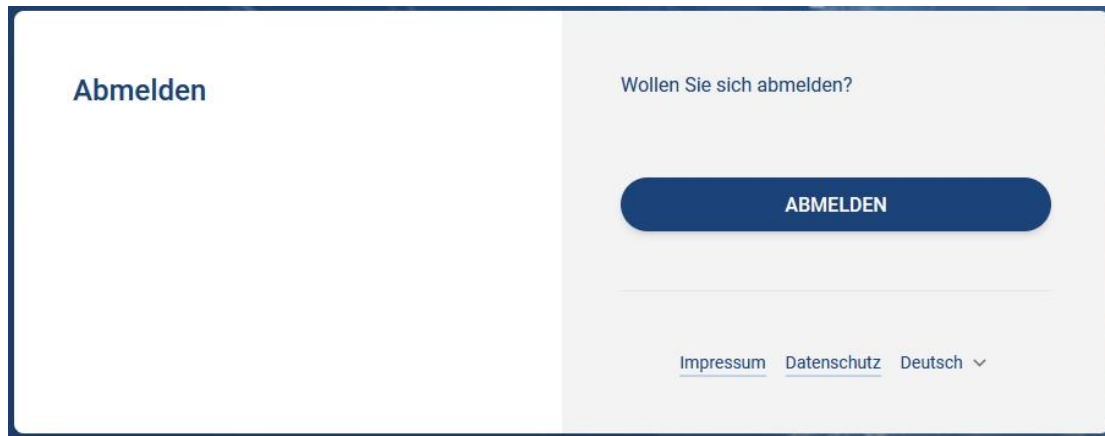 Abmelden
Wollen Sie sich abmelden?
ABMELDEN
Impressum Datenschutz Deutsch